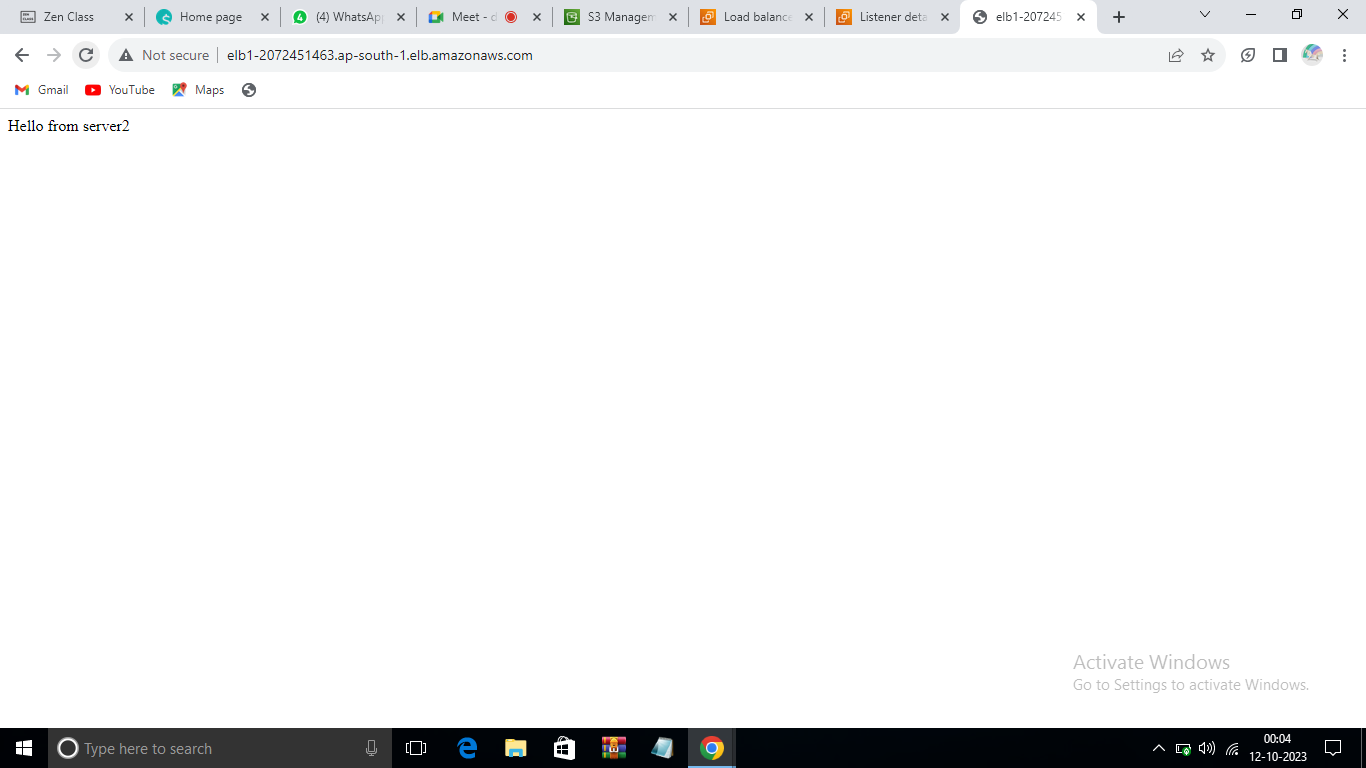 Zen Class
Home page
(4) WhatsAp
Meet - d
S3 Managem
Load balance
Listener deta
elb1-207245
Not secure
elb1-2072451463.ap-south-1.elb.amazonaws.com
Gmail
YouTube
Maps
Hello from server2
Activate Windows
Go to Settings to activate Windows.
Type here to search
00:04
12-10-2023